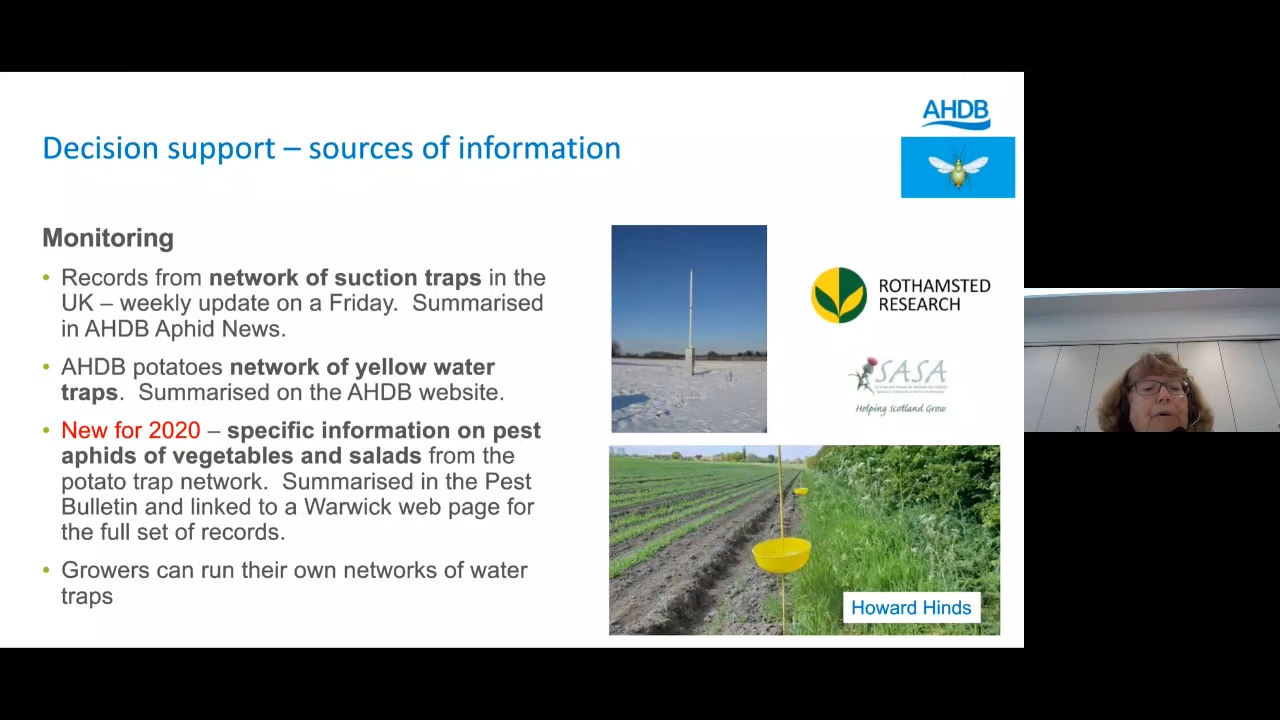 AHDB
Decision support – sources of information
Monitoring
• Records from network of suction traps in the
UK – weekly update on a Friday.  Summarised
in AHDB Aphid News.
• AHDB potatoes network of yellow water
traps.  Summarised on the AHDB website.
• New for 2020 – specific information on pest
aphids of vegetables and salads from the
potato trap network.  Summarised in the Pest
Bulletin and linked to a Warwick web page for
the full set of records.
• Growers can run their own networks of water
traps
ROTHAMSTED
RESEARCH
SASA
Helping Scotland Grow
Howard Hinds